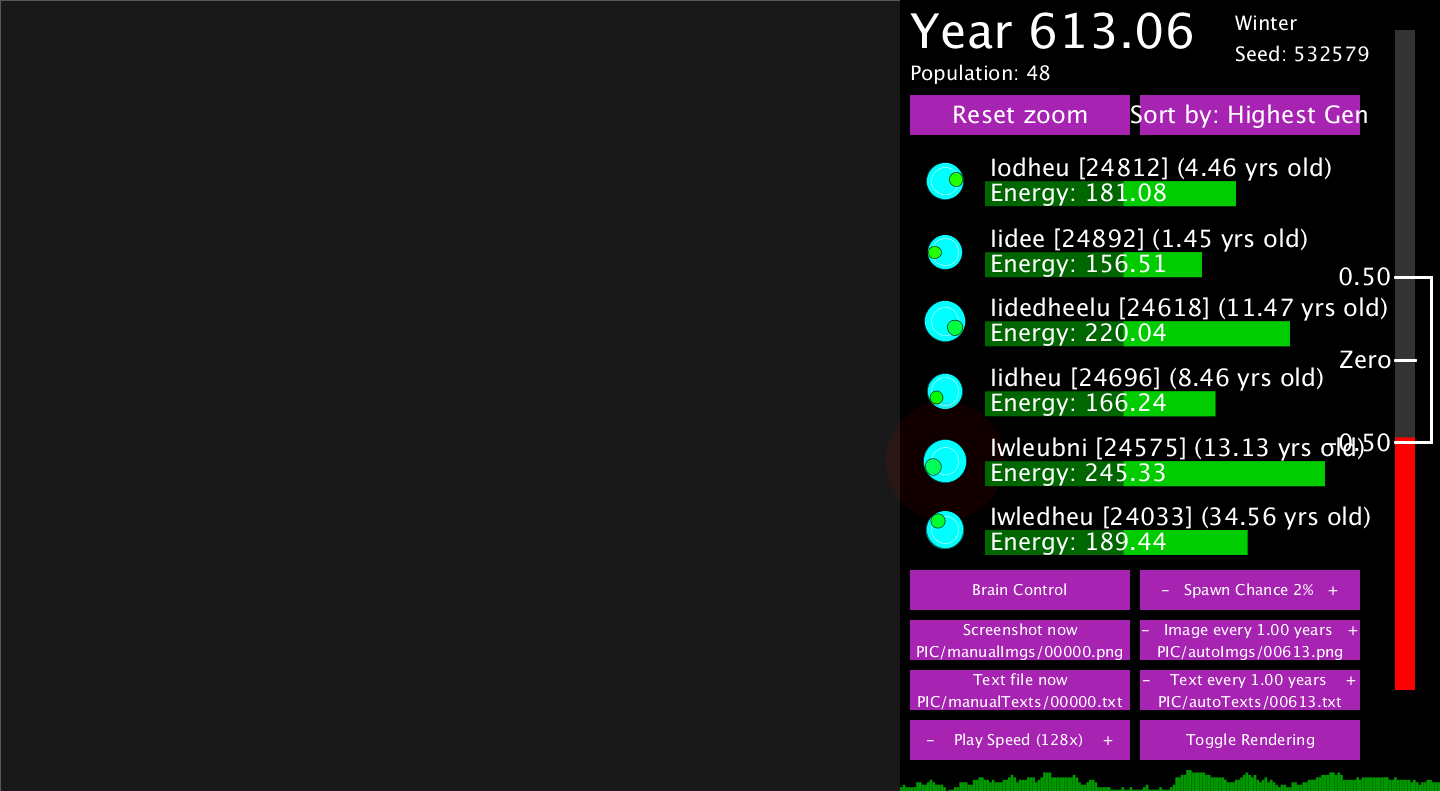 Year 613.06
Winter
Seed: 532579
Population: 48
Reset zoom
Sort by: Highest Gen
Iodheu [24812] (4.46 yrs old)
Energy: 181.08
Iidee [24892] (1.45 yrs old)
Energy: 156.51
0.50
Iidedheelu [24618] (11.47 yrs old)
Energy: 220.04
Zero
Iidheu [24696] (8.46 yrs old)
Energy: 166.24
-0.50
Iwleubni [24575] (13.13 yrs old)
Energy: 245.33
Iwledheu [24033] (34.56 yrs old)
Energy: 189.44
Brain Control
- Spawn Chance 2% +
Screenshot now
PIC/manualImgs/00000.png
- Image every 1.00 years +
PIC/autoImgs/00613.png
Text file now
PIC/manualTexts/00000.txt
- Text every 1.00 years +
PIC/autoTexts/00613.txt
- Play Speed (128x) +
Toggle Rendering